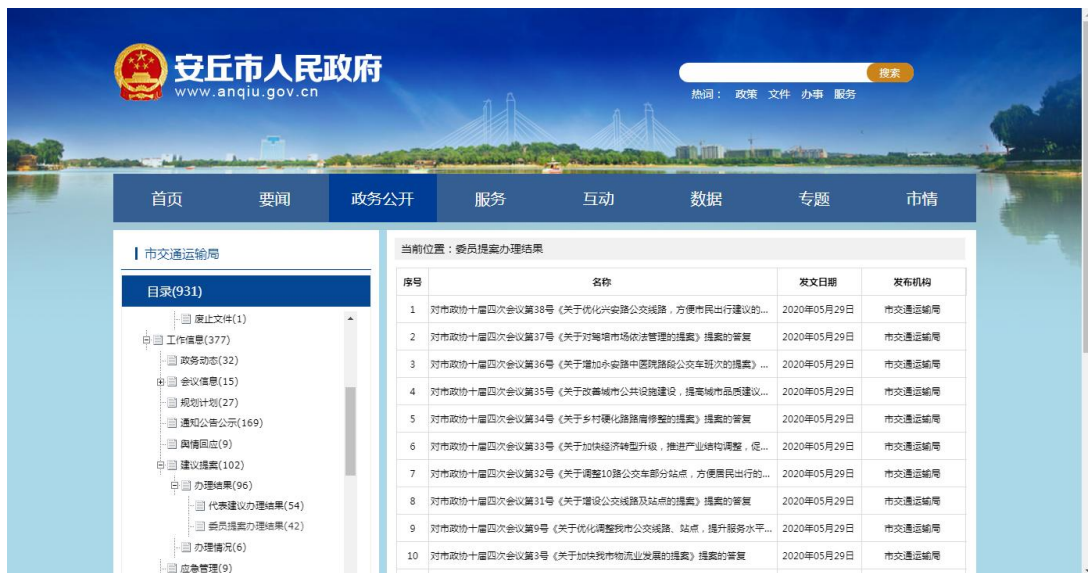 安丘市人民政府
www.anqiu.gov.cn
搜索
热词： 政策 文件 办事 服务
首页 要闻 政务公开 服务 互动 数据 专题 市情
市交通运输局
目录(931)
废止文件(1)
工作信息(377)
政务动态(32)
会议信息(15)
规划计划(27)
通知公告公示(169)
舆情回应(9)
建议提案(102)
办理结果(96)
代表建议办理结果(54)
委员提案办理结果(42)
办理情况(6)
应急管理(9)
当前位置：委员提案办理结果
序号 名称 发文日期 发布机构
1 对市政协十届四次会议第38号《关于优化兴安路公交线路，方便市民出行建议的... 2020年05月29日 市交通运输局
2 对市政协十届四次会议第37号《关于对驾培市场依法管理的提案》提案的答复 2020年05月29日 市交通运输局
3 对市政协十届四次会议第36号《关于增加永安路中医院路段公交车班次的提案》... 2020年05月29日 市交通运输局
4 对市政协十届四次会议第35号《关于改善城市公共设施建设，提高城市品质建议... 2020年05月29日 市交通运输局
5 对市政协十届四次会议第34号《关于乡村硬化路路肩修整的提案》提案的答复 2020年05月29日 市交通运输局
6 对市政协十届四次会议第33号《关于加快经济转型升级，推进产业结构调整，促... 2020年05月29日 市交通运输局
7 对市政协十届四次会议第32号《关于调整10路公交车部分站点，方便居民出行的... 2020年05月29日 市交通运输局
8 对市政协十届四次会议第31号《关于增设公交线路及站点的提案》提案的答复 2020年05月29日 市交通运输局
9 对市政协十届四次会议第9号《关于优化调整我市公交线路、站点，提升服务水平... 2020年05月29日 市交通运输局
10 对市政协十届四次会议第3号《关于加快我市物流业发展的提案》提案的答复 2020年05月29日 市交通运输局